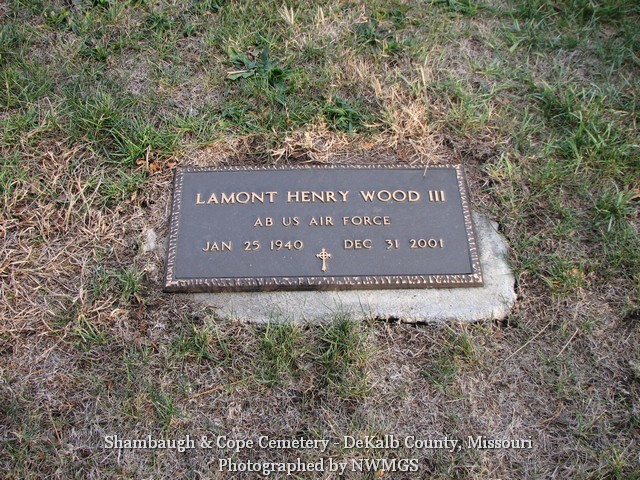 LAMONT HENRY WOOD III
AB US AIR FORCE
JAN 25 1940 DEC 31 2001
Shambaugh & Cope Cemetery - DeKalb County, Missouri
Photographed by NWMGS